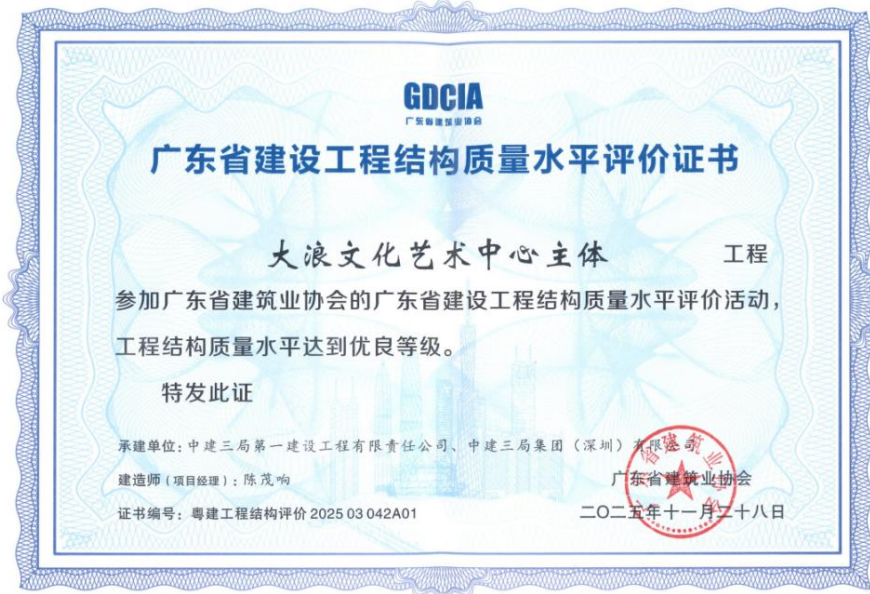 GDCIA
广东省建筑业协会
广东省建设工程结构质量水平评价证书
大浪文化艺术中心主体 工程
参加广东省建筑业协会的广东省建设工程结构质量水平评价活动，
工程结构质量水平达到优良等级。
特发此证
承建单位：中建三局第一建设工程有限责任公司、中建三局集团（深圳）有限公司
建造师（项目经理）：陈茂响
广东省建筑业协会
证书编号：粤建工程结构评价 2025 03 042A01
二〇二五年十一月二十八日
广东省建筑业协会